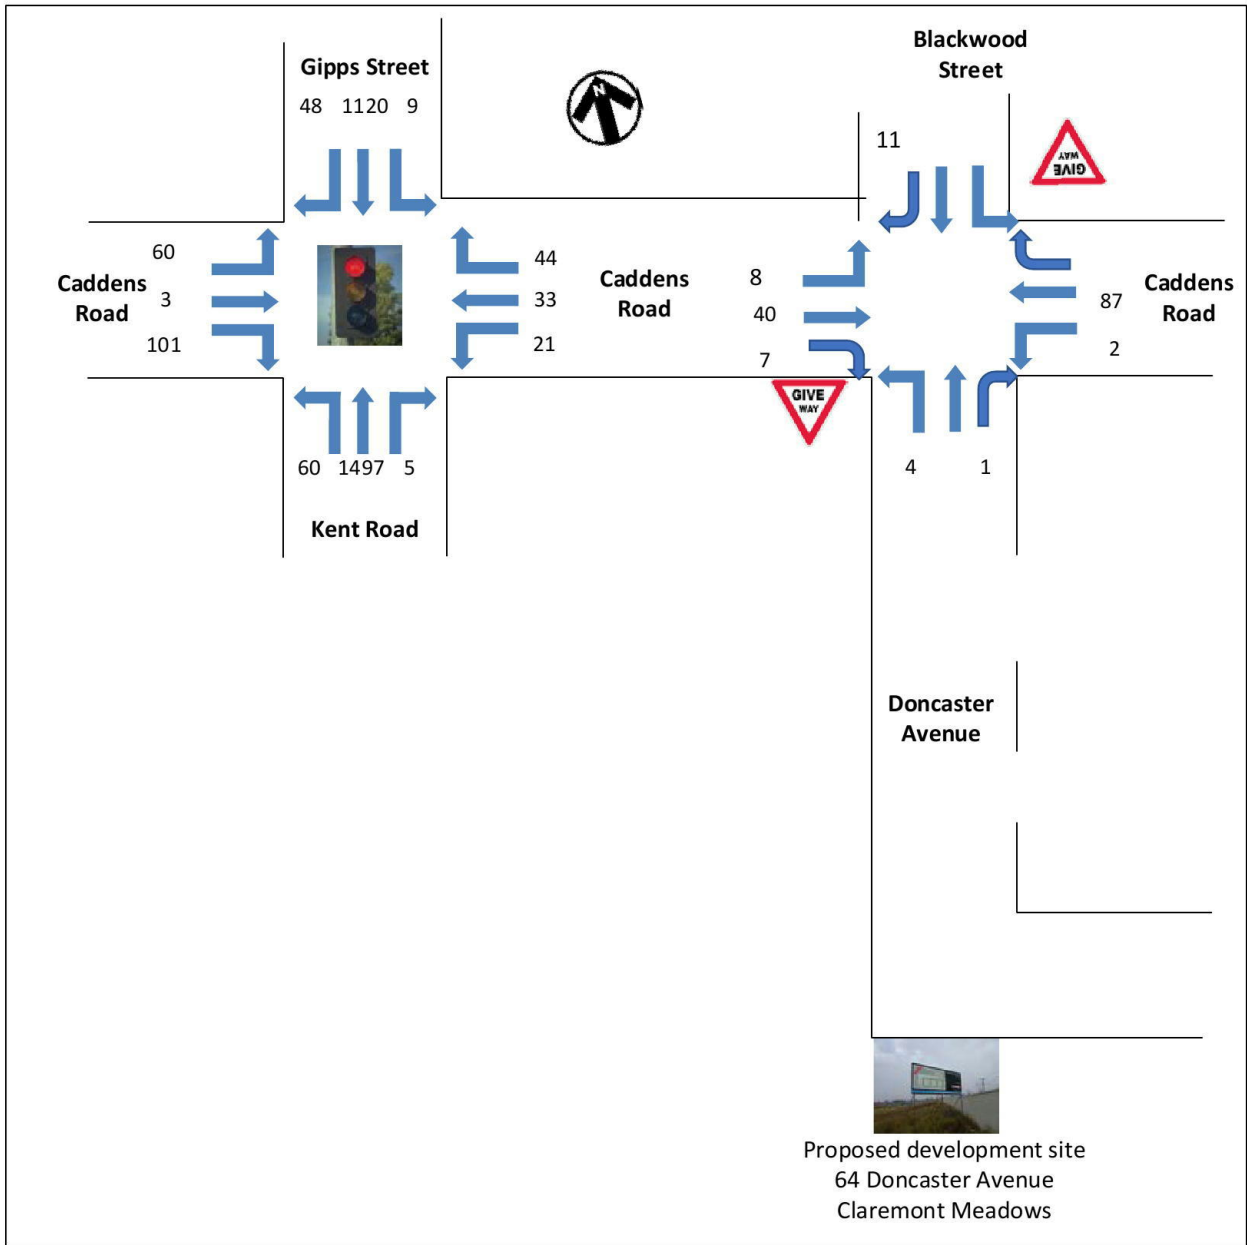 Gipps Street
48 1120 9
Blackwood
Street
11
N
GIVE
WAY
60
3
101
Caddens
Road
44
33
21
Caddens
Road
8
40
7
87
2
Caddens
Road
GIVE
WAY
60 1497 5
Kent Road
4 1
Doncaster
Avenue
Proposed development site
64 Doncaster Avenue
Claremont Meadows